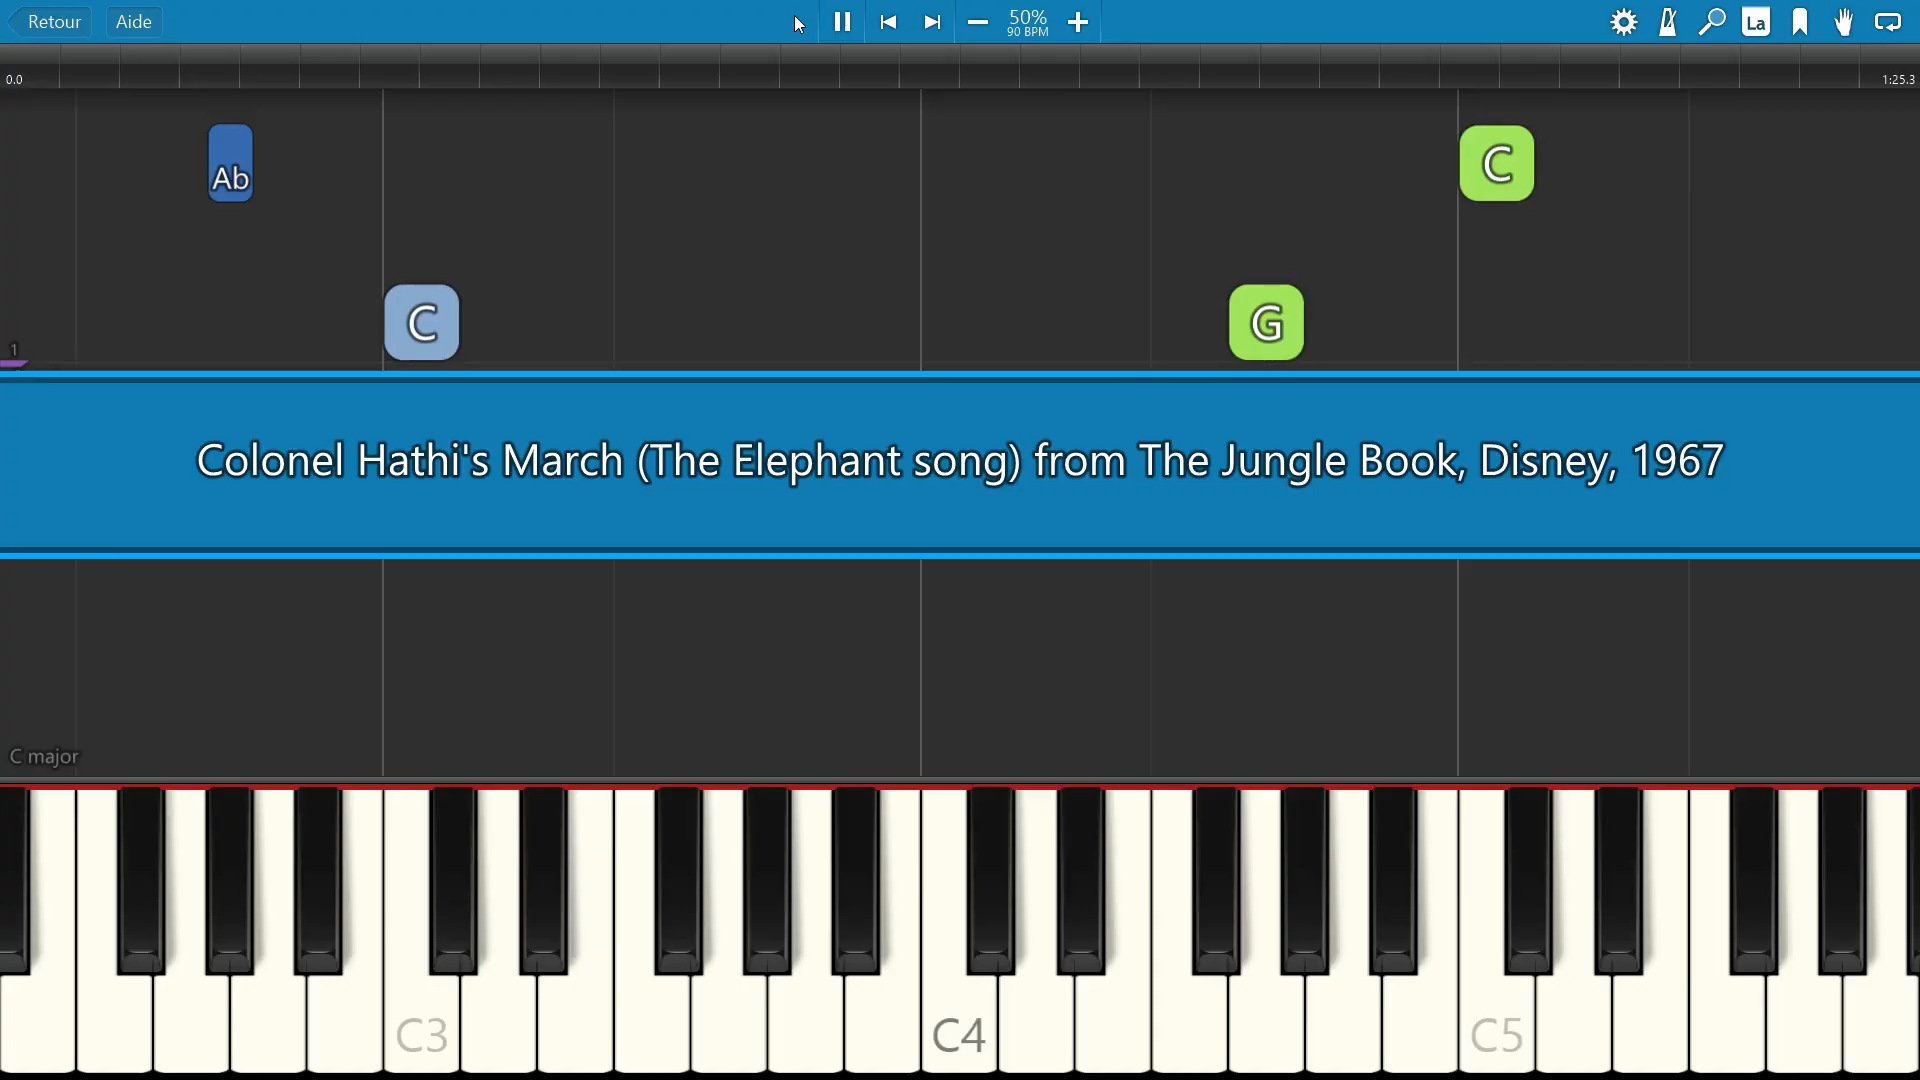 Retour
Aide
50%
90 BPM
La
0.0
1:25.3
Ab
C
C
G
1
Colonel Hathi's March (The Elephant song) from The Jungle Book, Disney, 1967
C major
C3
C4
C5